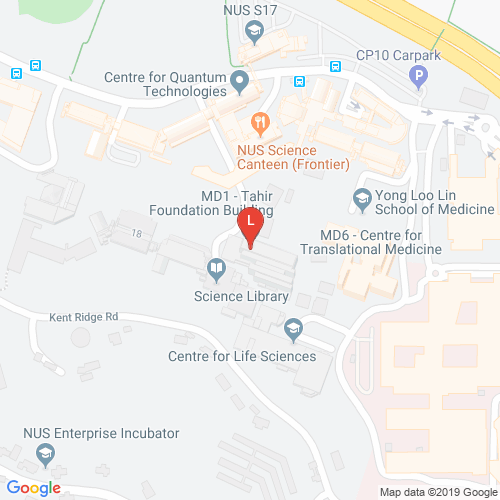 NUS S17
CP10 Carpark
P
Centre for Quantum
Technologies
NUS Science
Canteen (Frontier)
MD1 - Tahir
Foundation Building
Yong Loo Lin
School of Medicine
L
18
MD6 - Centre for
Translational Medicine
Science Library
Kent Ridge Rd
Centre for Life Sciences
NUS Enterprise Incubator
Google
Map data ©2019 Google